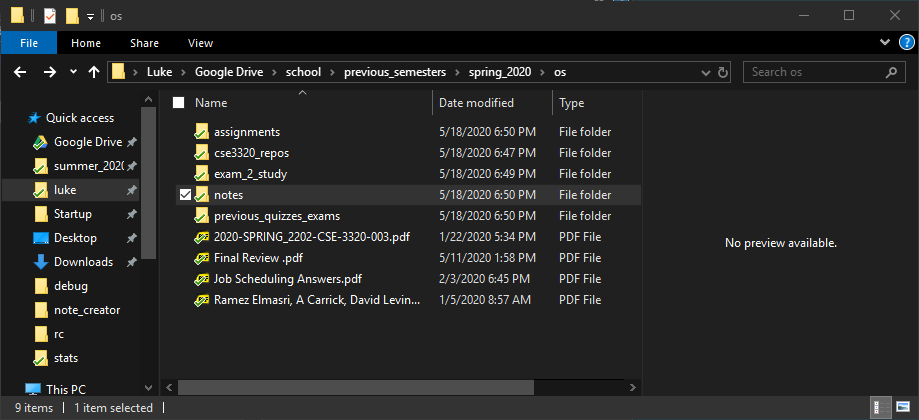 os
File Home Share View
Luke > Google Drive > school > previous_semesters > spring_2020 > os
Search os
Name Date modified Type
Quick access
Google Drive
summer_202
luke
Startup
Desktop
Downloads
debug
note_creator
rc
stats
This PC
assignments 5/18/2020 6:50 PM File folder
cse3320_repos 5/18/2020 6:47 PM File folder
exam_2_study 5/18/2020 6:49 PM File folder
notes 5/18/2020 6:50 PM File folder
previous_quizzes_exams 5/18/2020 6:50 PM File folder
2020-SPRING_2202-CSE-3320-003.pdf 1/22/2020 5:34 PM PDF File
Final Review .pdf 5/11/2020 1:58 PM PDF File
Job Scheduling Answers.pdf 2/3/2020 6:45 PM PDF File
Ramez Elmasri, A Carrick, David Levin... 1/5/2020 8:57 AM PDF File
No preview available.
9 items 1 item selected